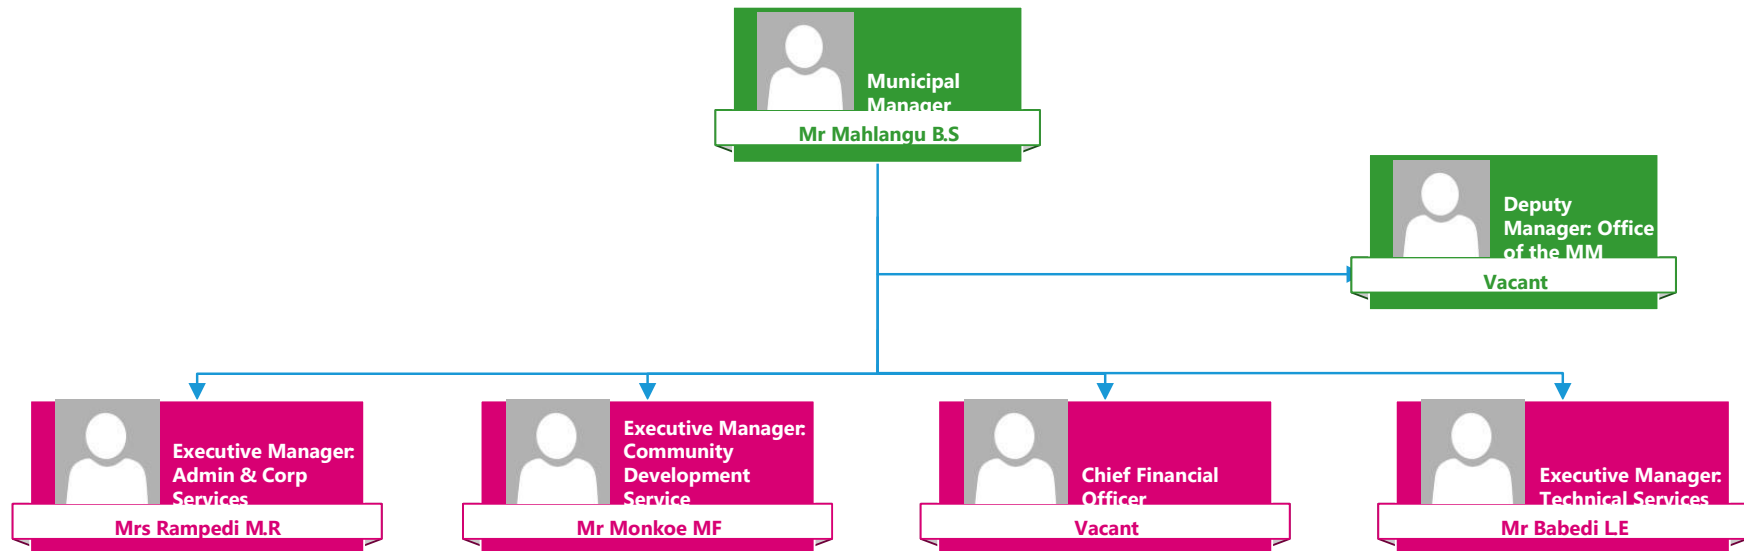 Municipal
Manager
Mr Mahlangu B.S
Deputy
Manager: Office
of the MM
Vacant
Executive Manager:
Admin & Corp
Services
Mrs Rampedi M.R
Executive Manager:
Community
Development
Service
Mr Monkoe MF
Chief Financial
Officer
Vacant
Executive Manager:
Technical Services
Mr Babedi L.E